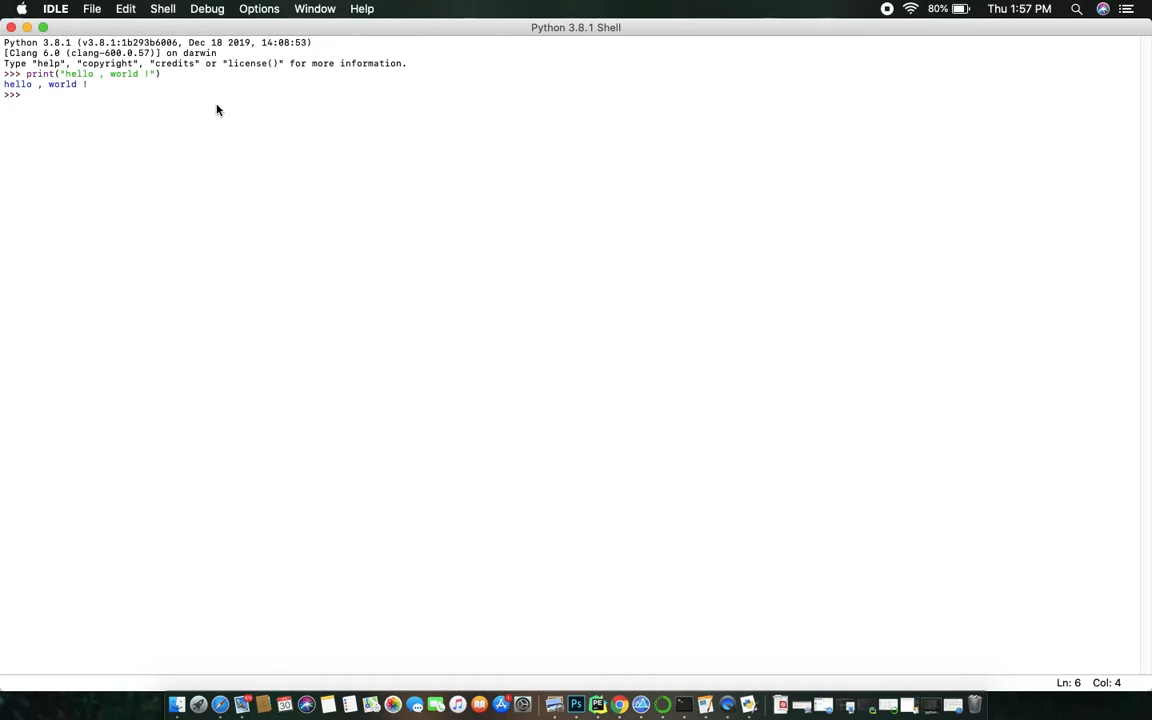 IDLE File Edit Shell Debug Options Window Help 80% Thu 1:57 PM
Python 3.8.1 Shell
Python 3.8.1 (v3.8.1:1b293b6006, Dec 18 2019, 14:08:53)
[Clang 6.0 (clang-600.0.57)] on darwin
Type "help", "copyright", "credits" or "license()" for more information.
>>> print("hello , world !")
hello , world !
>>>
Ln: 6 Col: 4
30 Ps PE